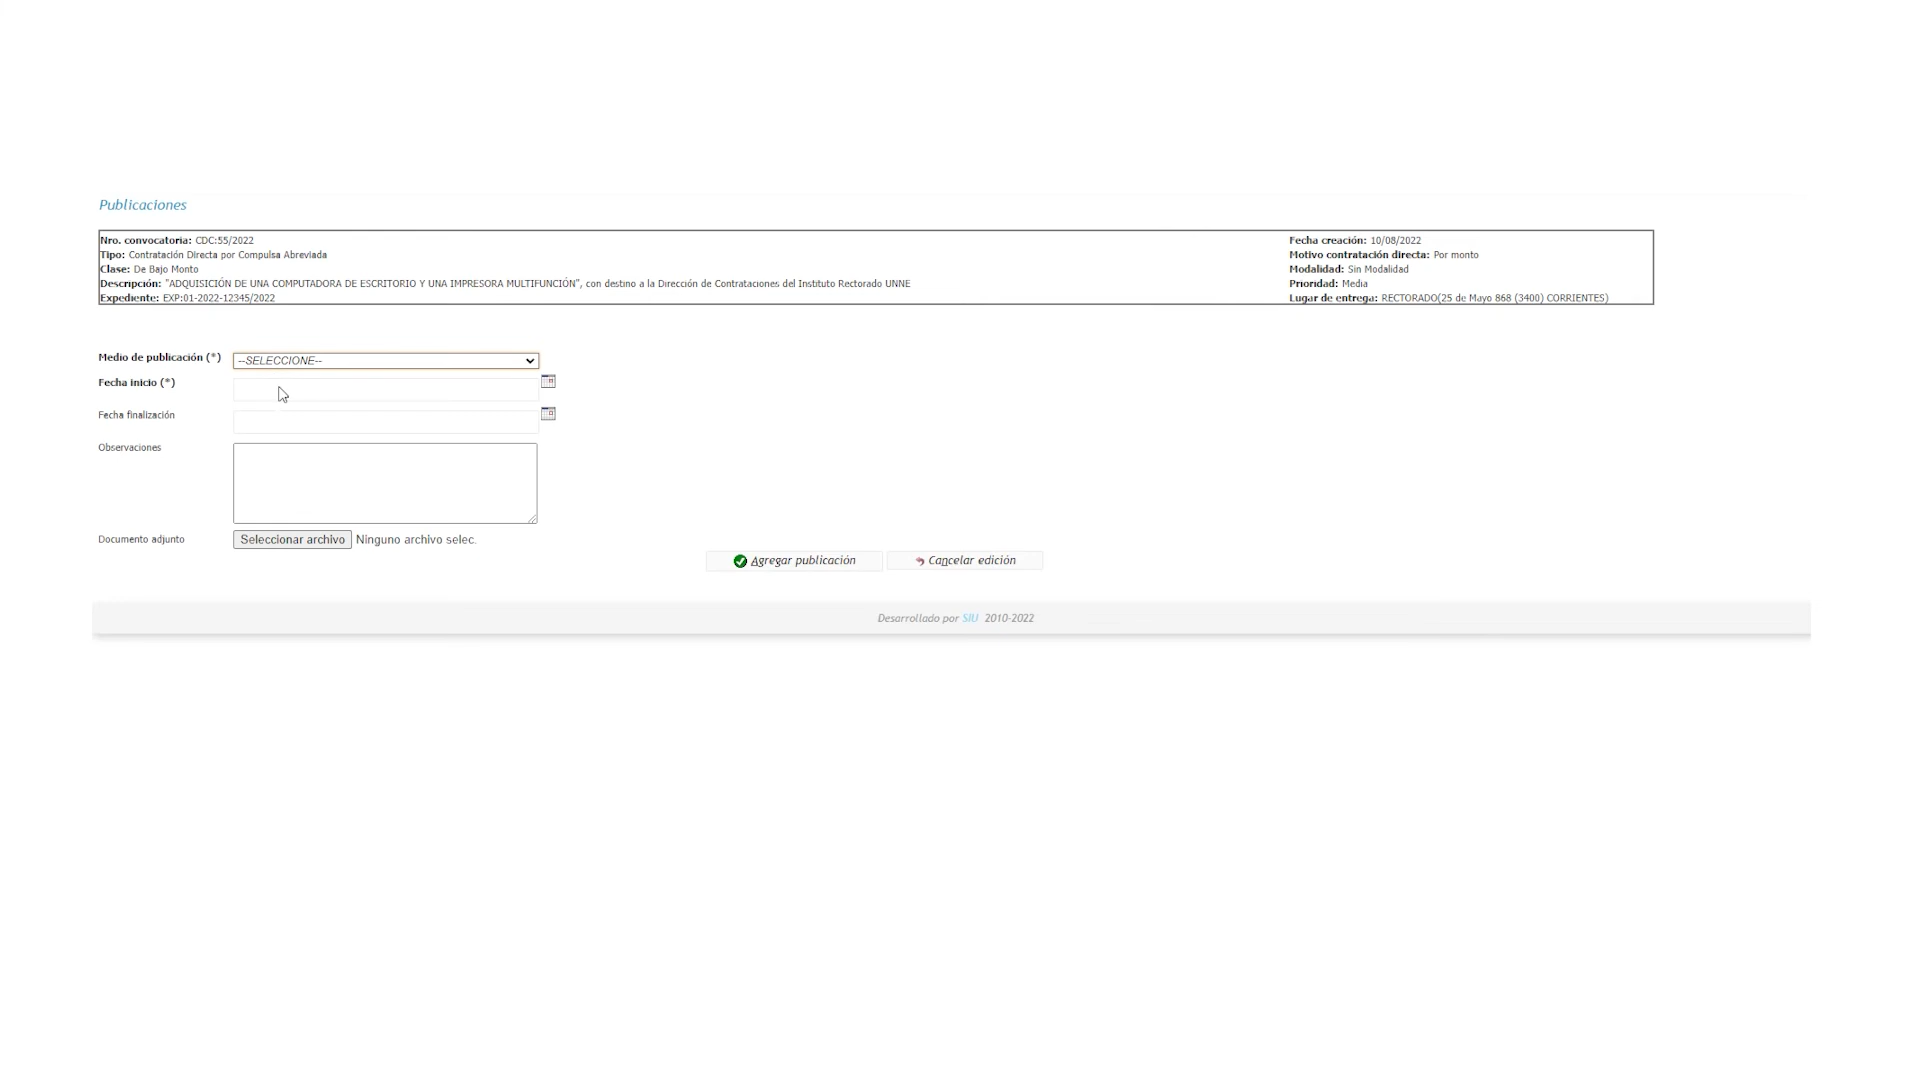 Publicaciones
Nro. convocatoria: CDC:55/2022
Tipo: Contratación Directa por Compulsa Abreviada
Clase: De Bajo Monto
Descripción: "ADQUISICIÓN DE UNA COMPUTADORA DE ESCRITORIO Y UNA IMPRESORA MULTIFUNCIÓN", con destino a la Dirección de Contrataciones del Instituto Rectorado UNNE
Expediente: EXP:01-2022-12345/2022
Fecha creación: 10/08/2022
Motivo contratación directa: Por monto
Modalidad: Sin Modalidad
Prioridad: Media
Lugar de entrega: RECTORADO(25 de Mayo 868 (3400) CORRIENTES)
Medio de publicación (*) --SELECCIONE--
Fecha inicio (*)
Fecha finalización
Observaciones
Documento adjunto Seleccionar archivo Ninguno archivo selec.
Agregar publicación Cancelar edición
Desarrollado por SIU 2010-2022